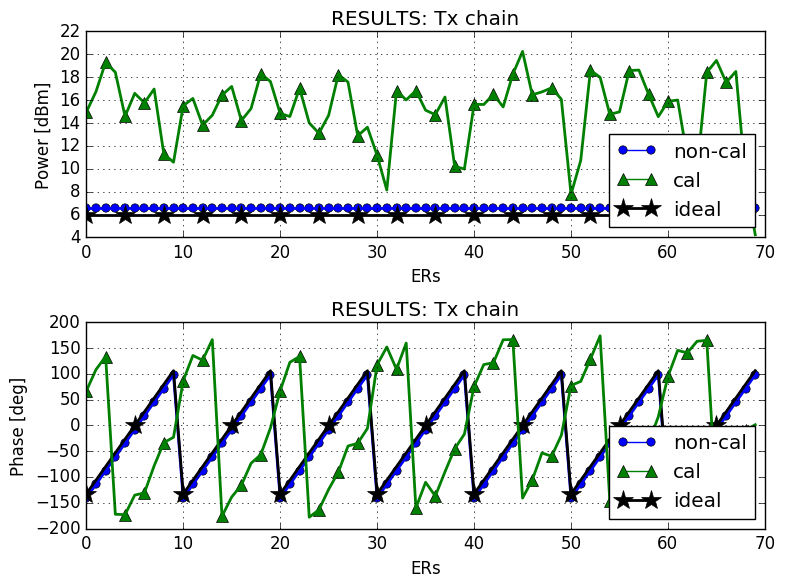 RESULTS: Tx chain
22
20
18
16
14
12
10
8
6
4
Power [dBm]
non-cal
cal
ideal
0 10 20 30 40 50 60 70
ERs
RESULTS: Tx chain
200
150
100
50
0
−50
−100
−150
−200
Phase [deg]
non-cal
cal
ideal
0 10 20 30 40 50 60 70
ERs